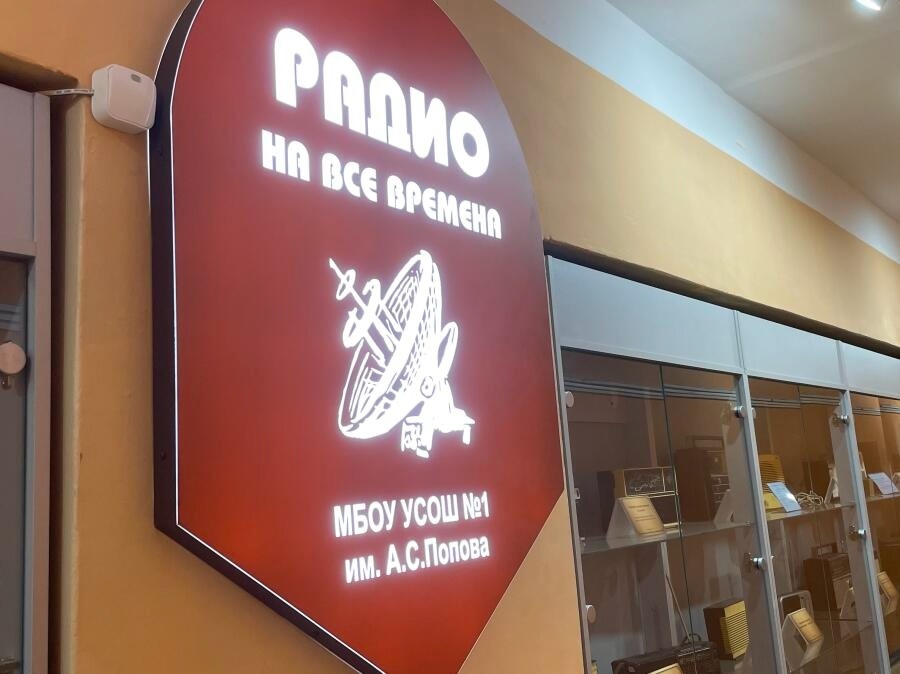 РАДИО
НА ВСЕ ВРЕМЕНА
МБОУ УСОШ №1
им. А.С.Попова